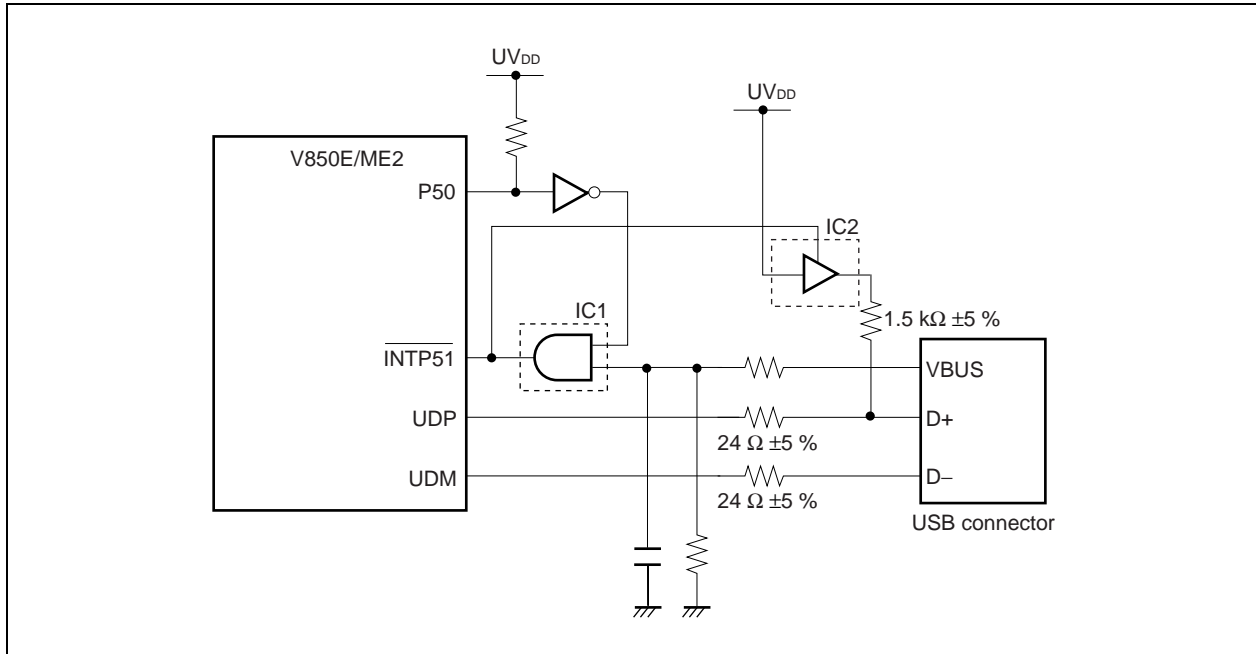 UVDD
UVDD
V850E/ME2
P50
IC2
IC1
1.5 kΩ ±5 %
INTP51
VBUS
UDP
D+
24 Ω ±5 %
UDM
D−
24 Ω ±5 %
USB connector